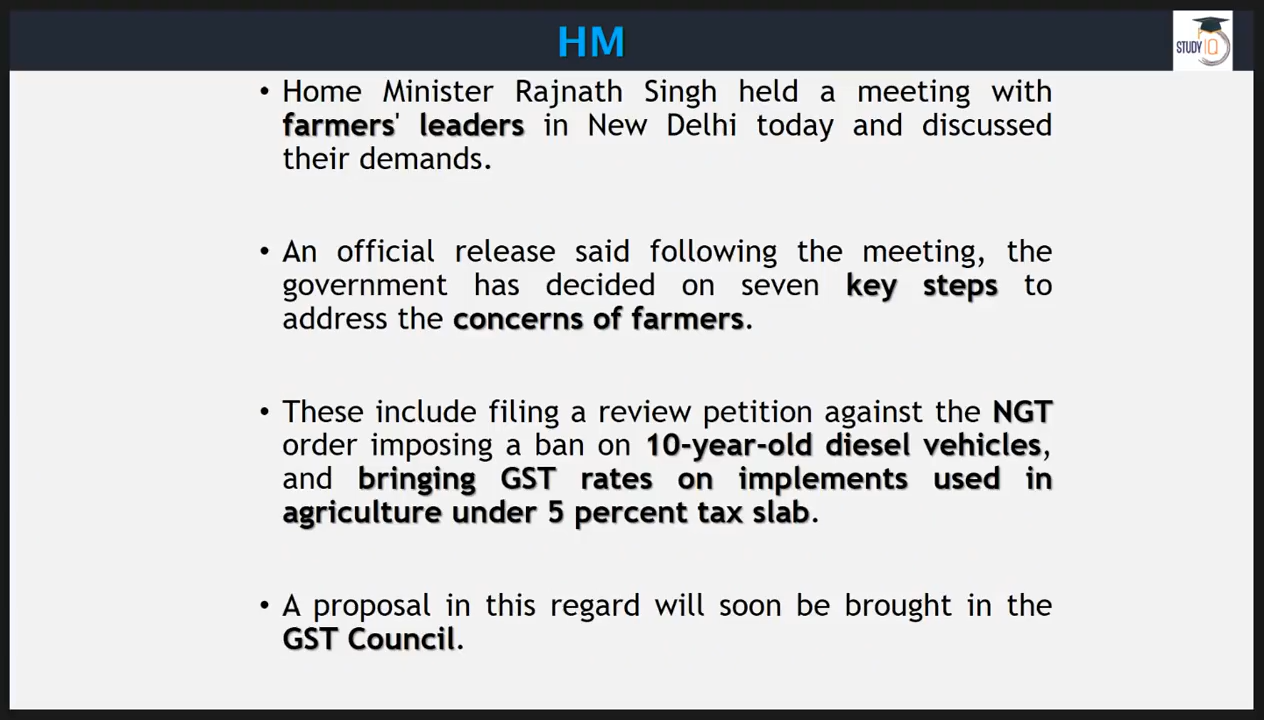 HM
STUDY IQ
• Home Minister Rajnath Singh held a meeting with
farmers' leaders in New Delhi today and discussed
their demands.
• An official release said following the meeting, the
government has decided on seven key steps to
address the concerns of farmers.
• These include filing a review petition against the NGT
order imposing a ban on 10-year-old diesel vehicles,
and bringing GST rates on implements used in
agriculture under 5 percent tax slab.
• A proposal in this regard will soon be brought in the
GST Council.